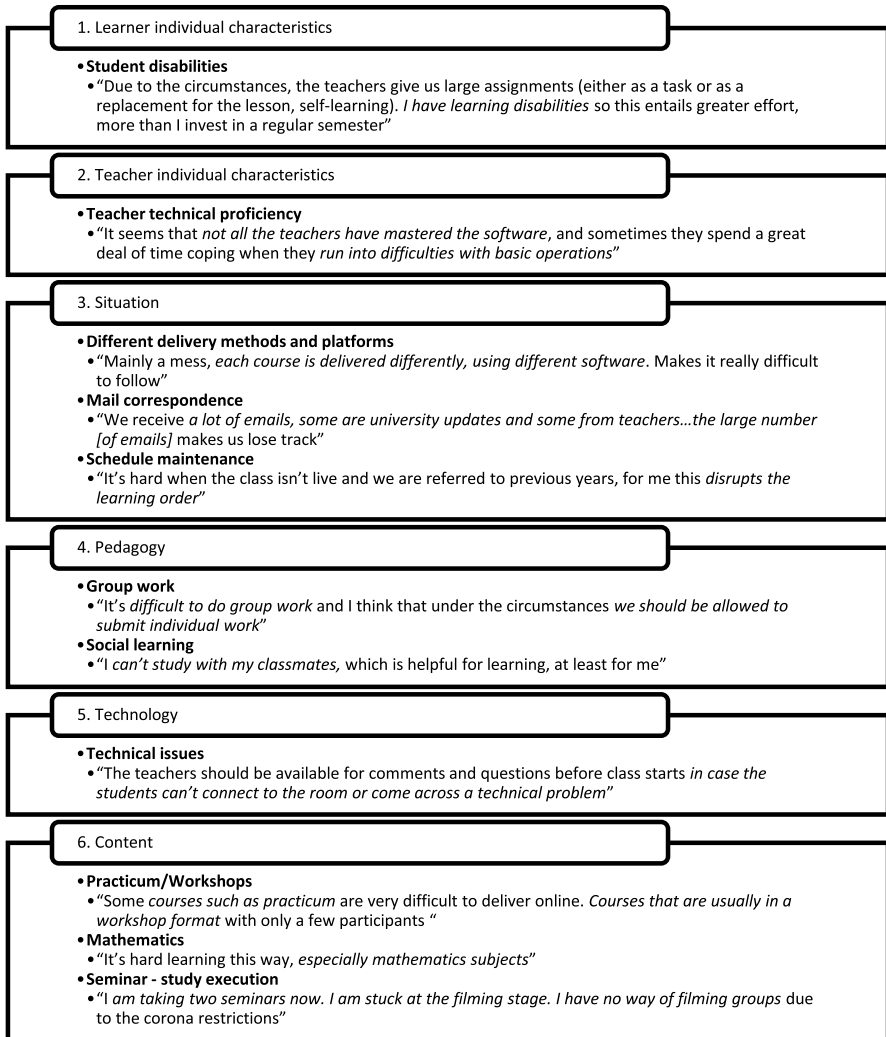 1. Learner individual characteristics
•Student disabilities
•“Due to the circumstances, the teachers give us large assignments (either as a task or as a
replacement for the lesson, self-learning). I have learning disabilities so this entails greater effort,
more than I invest in a regular semester”
2. Teacher individual characteristics
•Teacher technical proficiency
•“It seems that not all the teachers have mastered the software, and sometimes they spend a great
deal of time coping when they run into difficulties with basic operations”
3. Situation
•Different delivery methods and platforms
•“Mainly a mess, each course is delivered differently, using different software. Makes it really difficult
to follow”
•Mail correspondence
•“We receive a lot of emails, some are university updates and some from teachers…the large number
[of emails] makes us lose track”
•Schedule maintenance
•“It’s hard when the class isn’t live and we are referred to previous years, for me this disrupts the
learning order”
4. Pedagogy
•Group work
•“It’s difficult to do group work and I think that under the circumstances we should be allowed to
submit individual work”
•Social learning
•“I can’t study with my classmates, which is helpful for learning, at least for me”
5. Technology
•Technical issues
•“The teachers should be available for comments and questions before class starts in case the
students can’t connect to the room or come across a technical problem”
6. Content
•Practicum/Workshops
•“Some courses such as practicum are very difficult to deliver online. Courses that are usually in a
workshop format with only a few participants “
•Mathematics
•“It’s hard learning this way, especially mathematics subjects”
•Seminar - study execution
•“I am taking two seminars now. I am stuck at the filming stage. I have no way of filming groups due
to the corona restrictions”